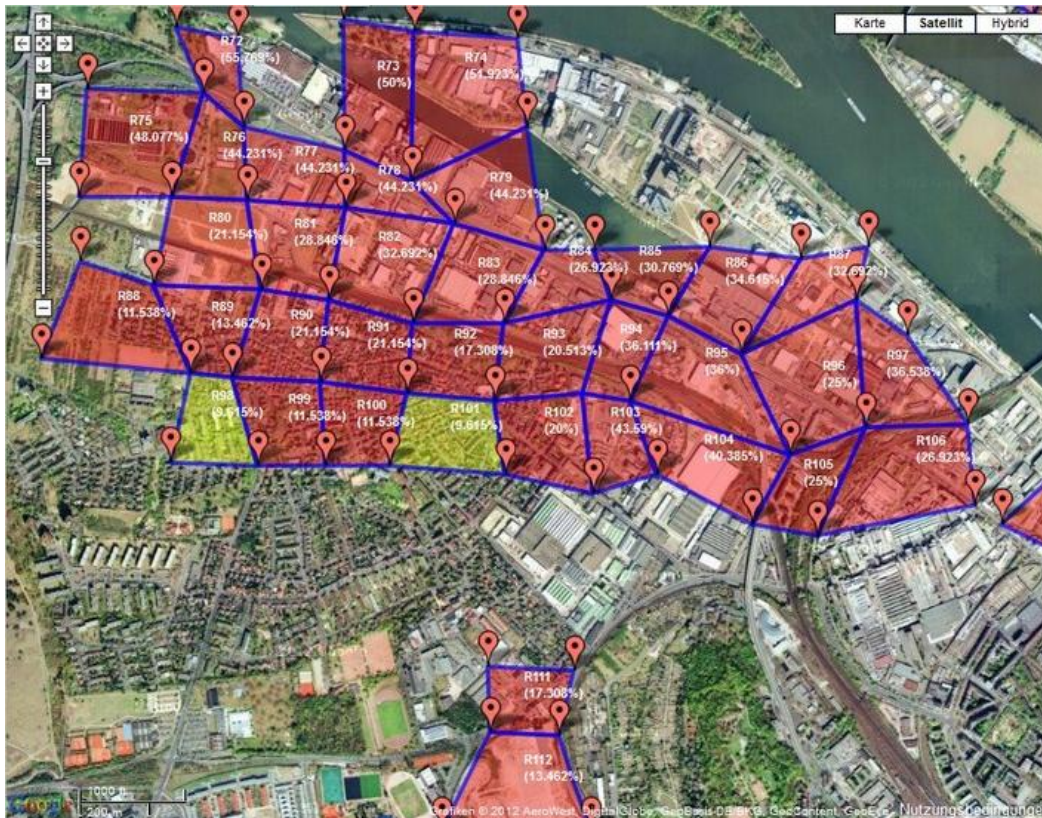 Karte Satellit Hybrid
R72
(55.769%)
R73
(50%)
R74
(51.923%)
R75
(48.077%)
R76
(44.231%)
R77
(44.231%)
R78
(44.231%)
R79
(44.231%)
R80
(21.154%)
R81
(28.846%)
R82
(32.692%)
R83
(28.846%)
R84
(26.923%)
R85
(30.769%)
R86
(34.615%)
R87
(32.692%)
R88
(11.538%)
R89
(13.462%)
R90
(21.154%)
R91
(21.154%)
R92
(17.308%)
R93
(20.513%)
R94
(36.111%)
R95
(36%)
R96
(25%)
R97
(36.538%)
R98
(9.615%)
R99
(11.538%)
R100
(11.538%)
R101
(9.615%)
R102
(20%)
R103
(43.59%)
R104
(40.385%)
R105
(25%)
R106
(26.923%)
R111
(17.308%)
R112
(13.462%)
1000 ft
200 m
Google
Grafiken © 2012 AeroWest, DigitalGlobe, GeoBasis-DE/BKG, GeoContent, GeoEye, Nutzungsbedingungen